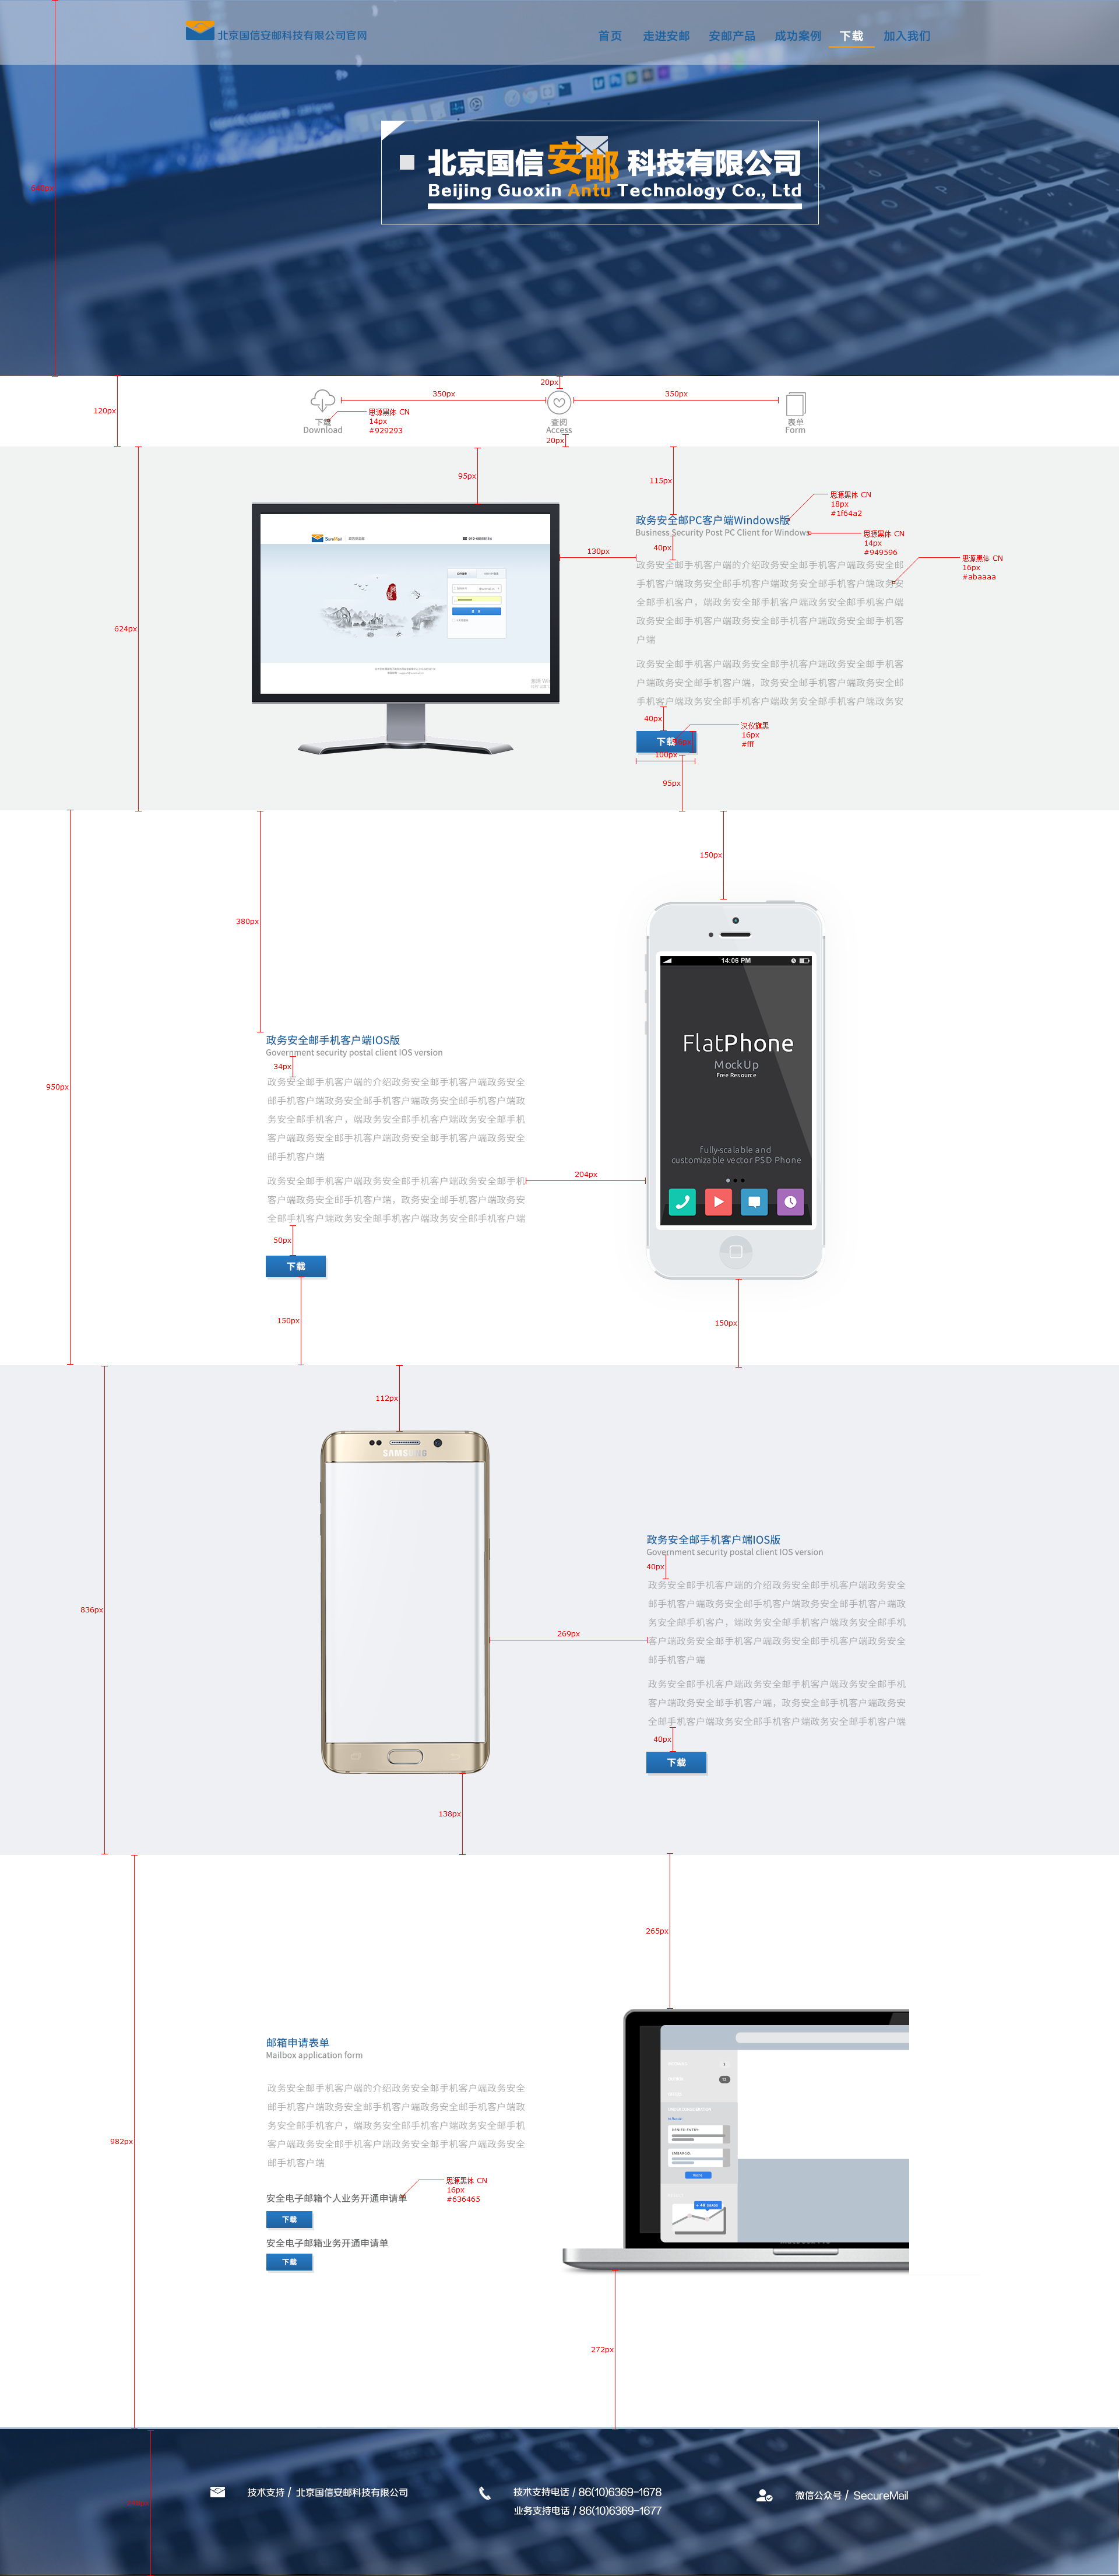 北京国信安邮科技有限公司官网
首页 走进安邮 安邮产品 成功案例 下载 加入我们
北京国信安邮科技有限公司
Beijing Guoxin Antu Technology Co., Ltd
20px
350px
350px
120px
下载
Download
思源黑体 CN
14px
#929293
查阅
Access
20px
表单
Form
95px
115px
思源黑体 CN
18px
#1f64a2
政务安全邮PC客户端Windows版
Business Security Post PC Client for Windows
思源黑体 CN
14px
#949596
40px
130px
思源黑体 CN
16px
#abaaaa
政务安全邮手机客户端的介绍政务安全邮手机客户端政务安全邮
手机客户端政务安全邮手机客户端政务安全邮手机客户端政务安
全邮手机客户，端政务安全邮手机客户端政务安全邮手机客户端
政务安全邮手机客户端政务安全邮手机客户端政务安全邮手机客
户端
政务安全邮手机客户端政务安全邮手机客户端政务安全邮手机客
户端政务安全邮手机客户端，政务安全邮手机客户端政务安全邮
手机客户端政务安全邮手机客户端政务安全邮手机客户端政务安
624px
SureMail
40px
汉仪旗黑
16px
#fff
下载
100px
95px
150px
380px
14:06 PM
FlatPhone
MockUp
Free Resource
fully-scalable and
customizable vector PSD Phone
政务安全邮手机客户端IOS版
Government security postal client IOS version
34px
政务安全邮手机客户端的介绍政务安全邮手机客户端政务安全
邮手机客户端政务安全邮手机客户端政务安全邮手机客户端政
务安全邮手机客户，端政务安全邮手机客户端政务安全邮手机
客户端政务安全邮手机客户端政务安全邮手机客户端政务安全
邮手机客户端
950px
204px
政务安全邮手机客户端政务安全邮手机客户端政务安全邮手机
客户端政务安全邮手机客户端，政务安全邮手机客户端政务安
全邮手机客户端政务安全邮手机客户端政务安全邮手机客户端
50px
下载
150px
150px
112px
SAMSUNG
政务安全邮手机客户端IOS版
Government security postal client IOS version
40px
政务安全邮手机客户端的介绍政务安全邮手机客户端政务安全
邮手机客户端政务安全邮手机客户端政务安全邮手机客户端政
务安全邮手机客户，端政务安全邮手机客户端政务安全邮手机
客户端政务安全邮手机客户端政务安全邮手机客户端政务安全
邮手机客户端
836px
269px
政务安全邮手机客户端政务安全邮手机客户端政务安全邮手机
客户端政务安全邮手机客户端，政务安全邮手机客户端政务安
全邮手机客户端政务安全邮手机客户端政务安全邮手机客户端
40px
下载
138px
265px
邮箱申请表单
Mailbox application form
政务安全邮手机客户端的介绍政务安全邮手机客户端政务安全
邮手机客户端政务安全邮手机客户端政务安全邮手机客户端政
务安全邮手机客户，端政务安全邮手机客户端政务安全邮手机
客户端政务安全邮手机客户端政务安全邮手机客户端政务安全
邮手机客户端
982px
思源黑体 CN
16px
#636465
安全电子邮箱个人业务开通申请单
下载
安全电子邮箱业务开通申请单
下载
DENIED ENTRY
272px
技术支持 / 北京国信安邮科技有限公司
技术支持电话 / 86(10)6369-1678
业务支持电话 / 86(10)6369-1677
微信公众号 / SecureMail